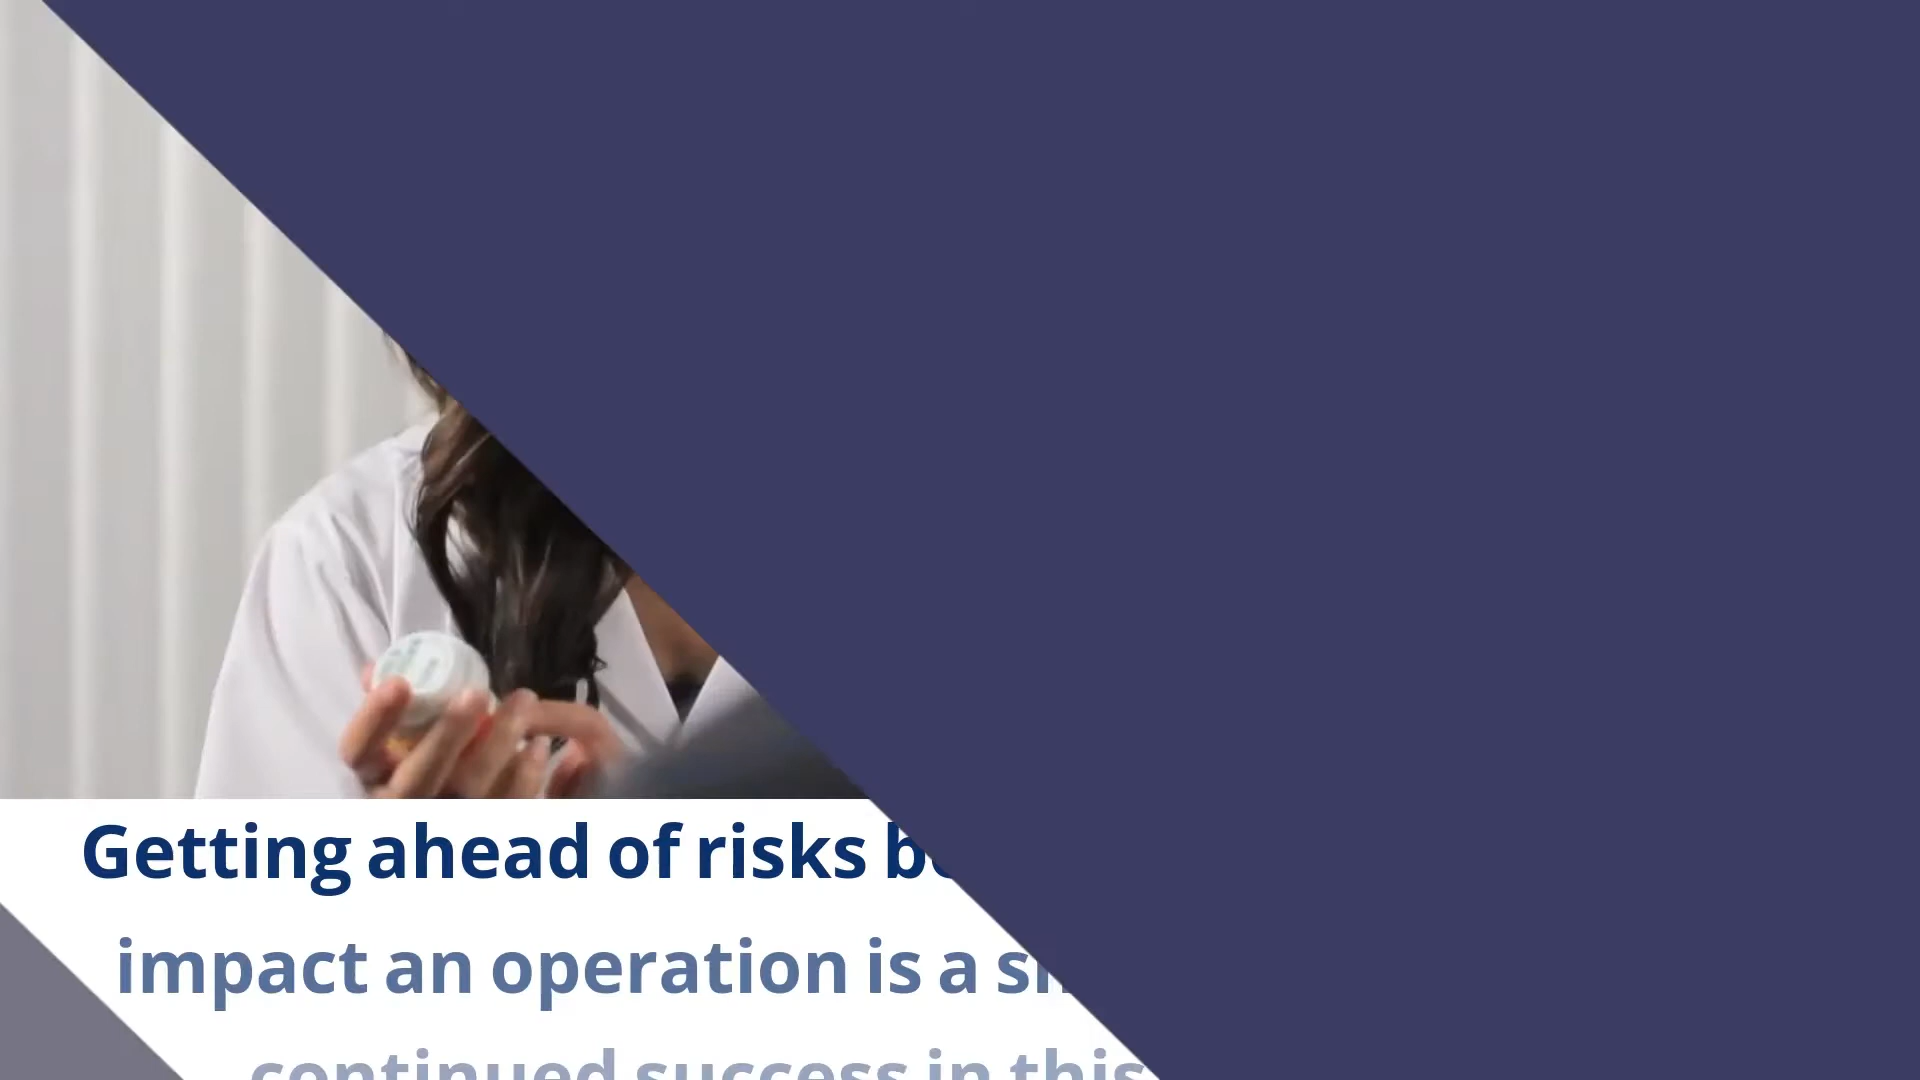 Getting ahead of risks
impact an operation is a
continued success in this